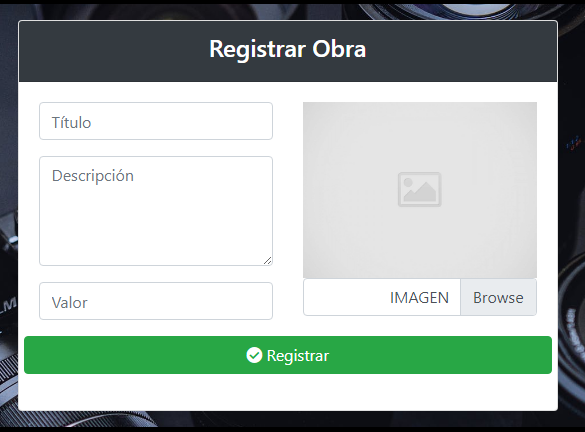 Registrar Obra
Título
Descripción
Valor
IMAGEN Browse
Registrar